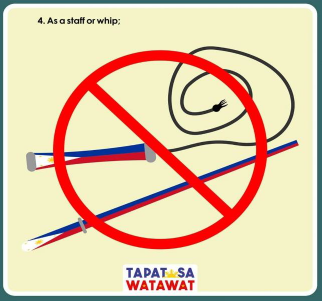 4. As a staff or whip;
TAPAT SA
WATAWAT